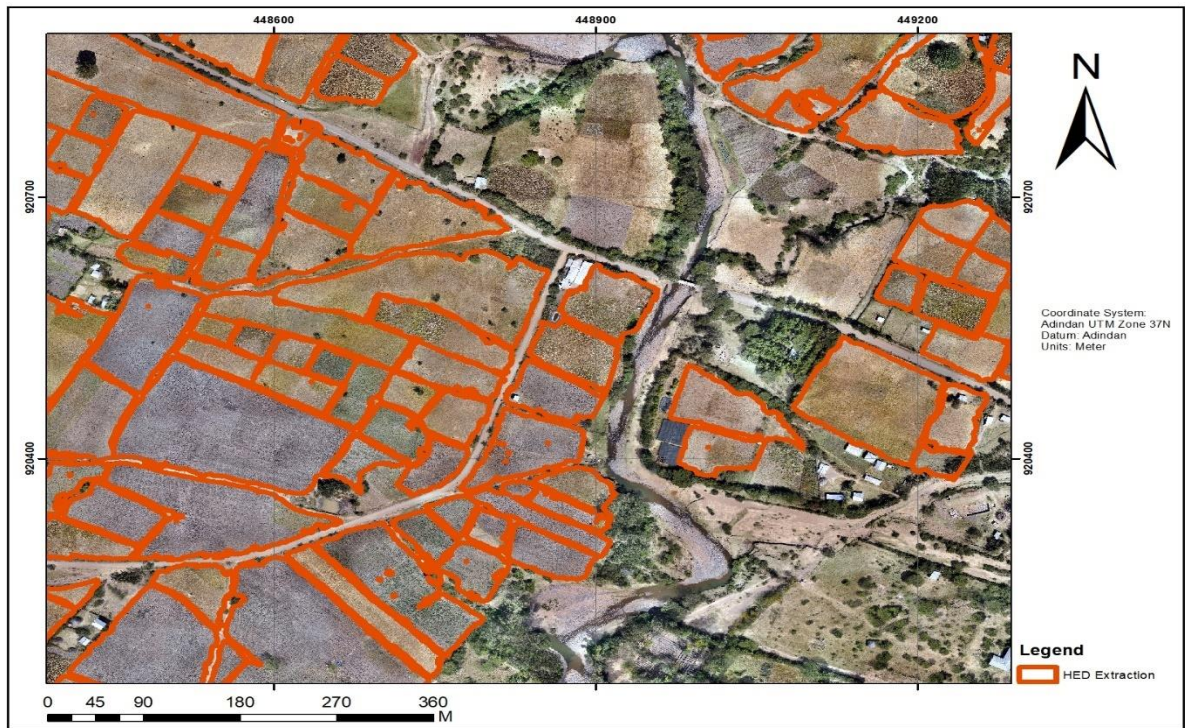 448600 448900 449200
N
920700 920700
Coordinate System:
Adindan UTM Zone 37N
Datum: Adindan
Units: Meter
920400 920400
Legend
HED Extraction
0 45 90 180 270 360
M